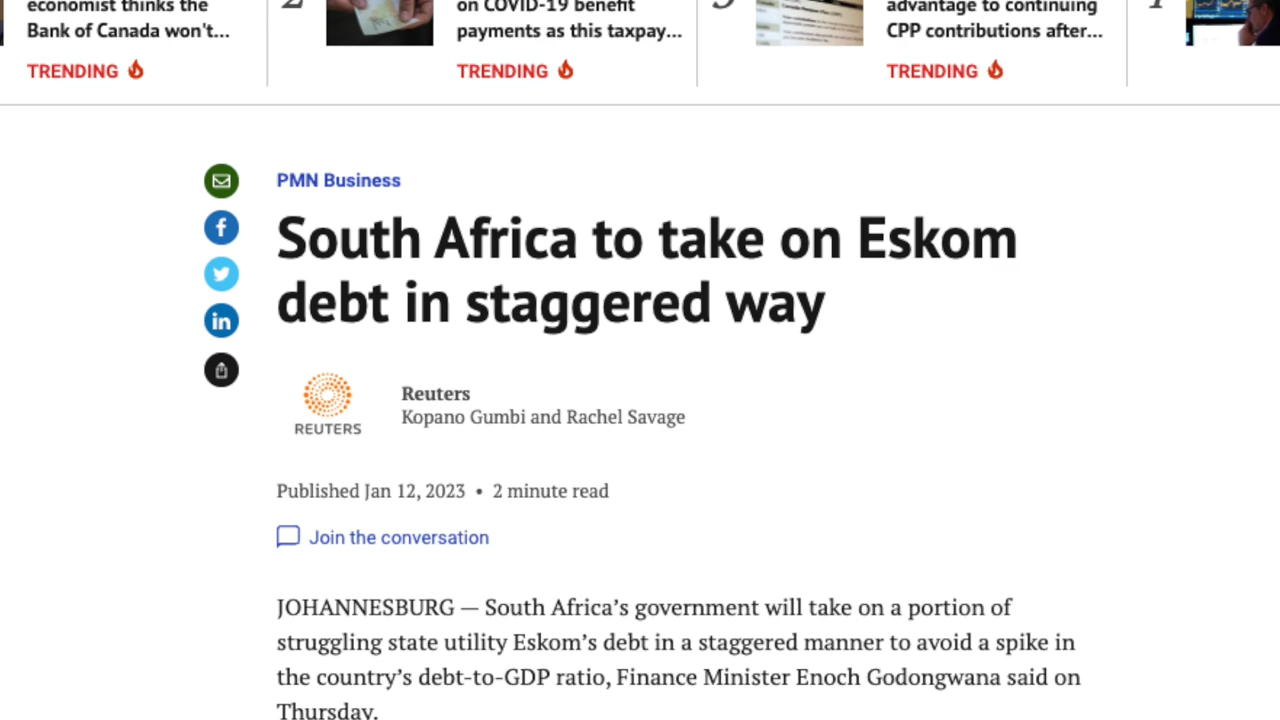 economist thinks the
Bank of Canada won't...
TRENDING
2
on COVID-19 benefit
payments as this taxpay...
TRENDING
3
advantage to continuing
CPP contributions after...
TRENDING
PMN Business
South Africa to take on Eskom
debt in staggered way
REUTERS
Reuters
Kopano Gumbi and Rachel Savage
Published Jan 12, 2023 • 2 minute read
Join the conversation
JOHANNESBURG — South Africa’s government will take on a portion of
struggling state utility Eskom’s debt in a staggered manner to avoid a spike in
the country’s debt-to-GDP ratio, Finance Minister Enoch Godongwana said on
Thursday.